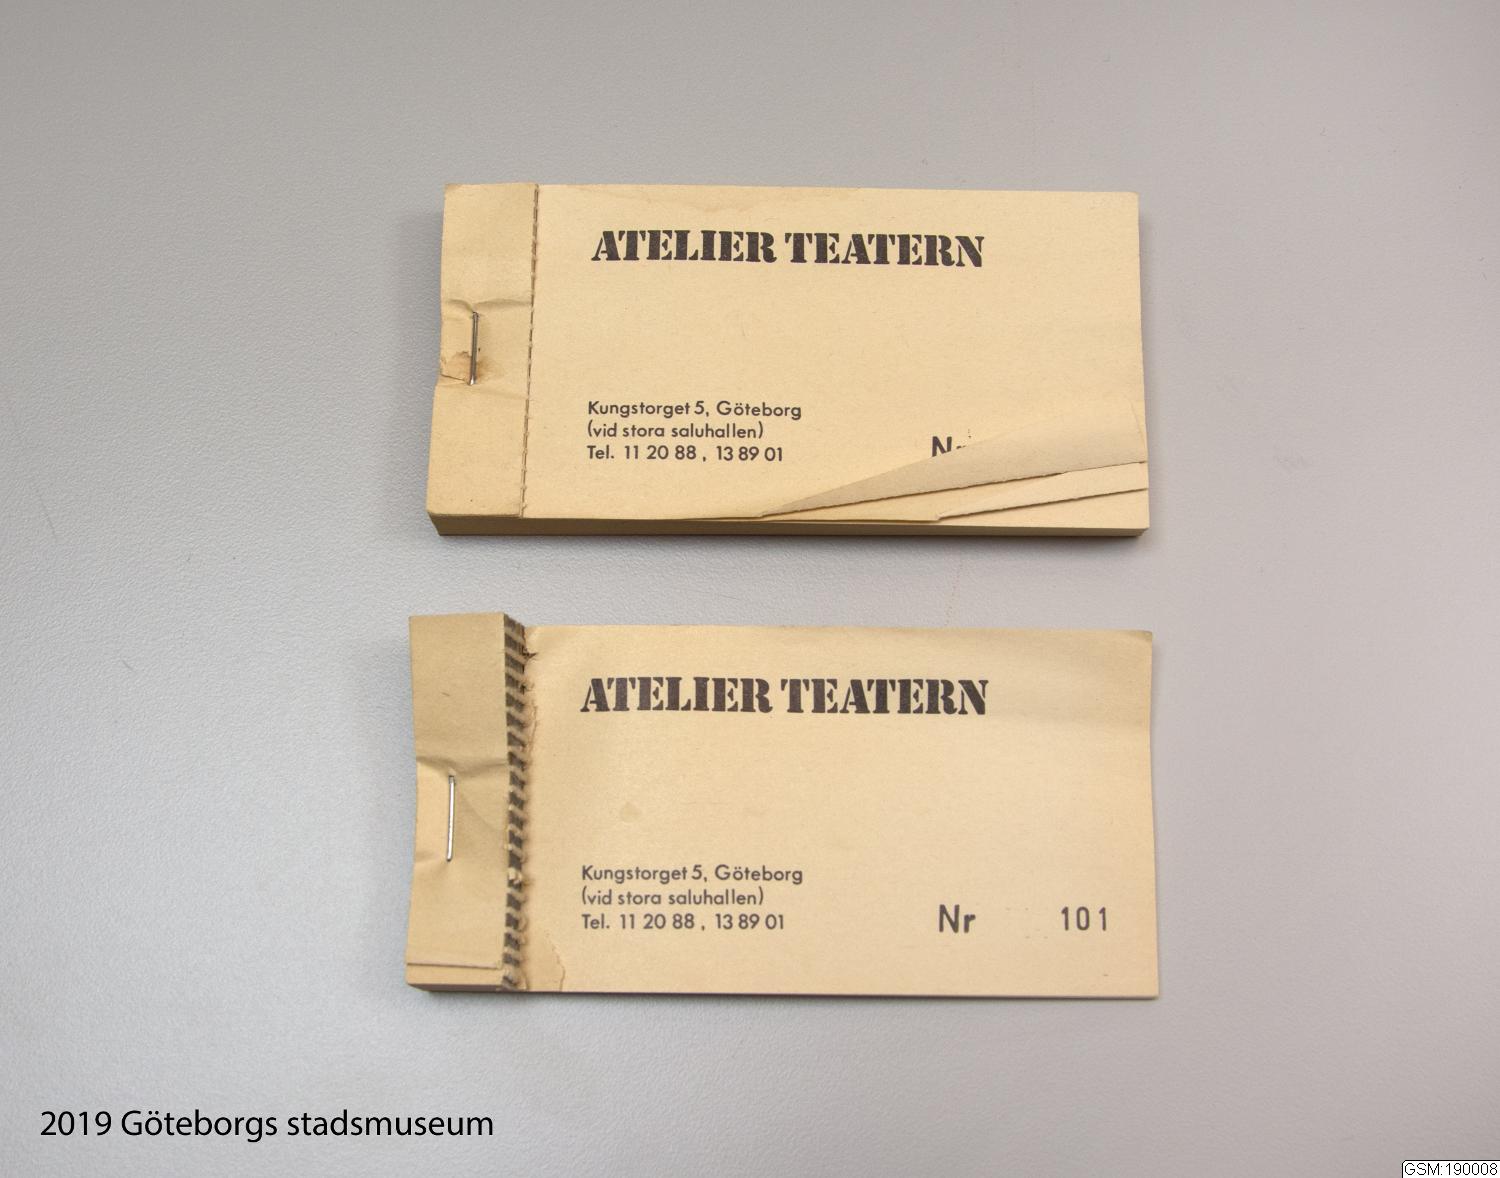 ATELIER TEATERN
Kungstorget 5, Göteborg
(vid stora saluhallen)
Tel. 11 20 88, 13 89 01
Nr
ATELIER TEATERN
Kungstorget 5, Göteborg
(vid stora saluhallen)
Tel. 11 20 88, 13 89 01
Nr 101
2019 Göteborgs stadsmuseum
GSM:190008